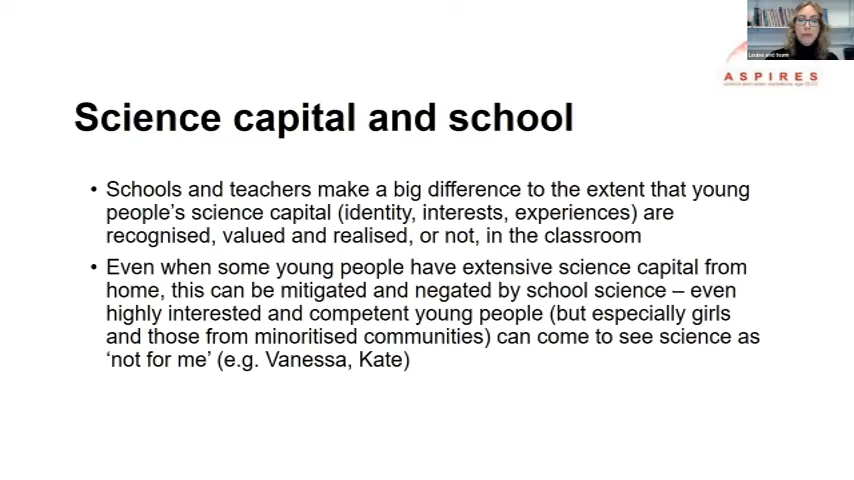 Louise and team
ASPIRES
Science capital and school
• Schools and teachers make a big difference to the extent that young
people's science capital (identity, interests, experiences) are
recognised, valued and realised, or not, in the classroom
• Even when some young people have extensive science capital from
home, this can be mitigated and negated by school science – even
highly interested and competent young people (but especially girls
and those from minoritised communities) can come to see science as
'not for me' (e.g. Vanessa, Kate)